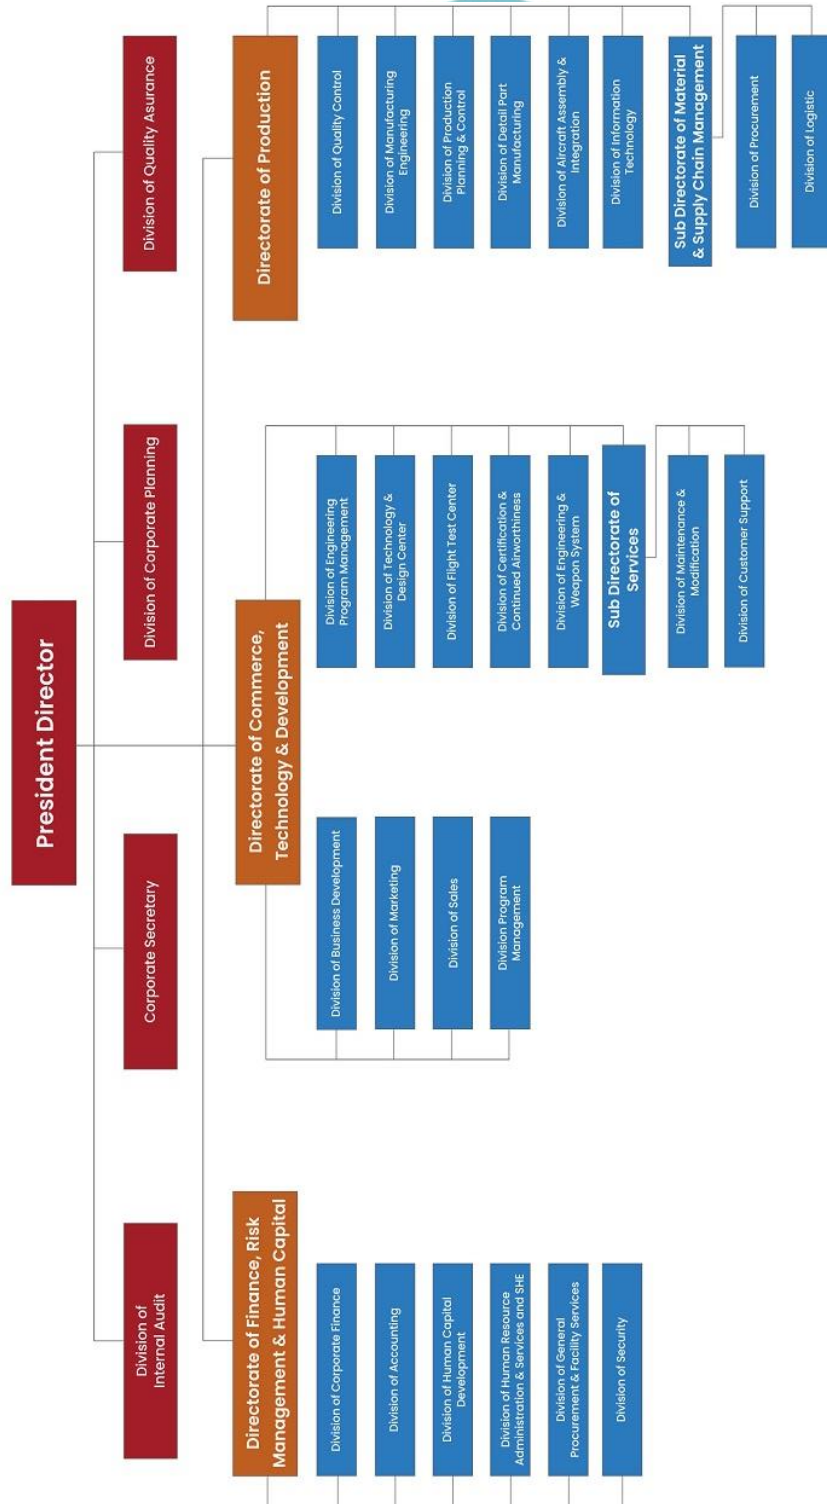 President Director
Division of
Internal Audit
Corporate Secretary
Division of Corporate Planning
Division of Quality Asurance
Directorate of Finance, Risk
Management & Human Capital
Division of Corporate Finance
Division of Accounting
Division of Human Capital
Development
Division of Human Resource
Administration & Services and SHE
Division of General
Procurement & Facility Services
Division of Security
Directorate of Commerce,
Technology & Development
Division of Business Development
Division of Marketing
Division of Sales
Division Program
Management
Division of Engineering
Program Management
Division of Technology &
Design Center
Division of Flight Test Center
Division of Certification &
Continued Airworthiness
Division of Engineering &
Weapon System
Sub Directorate of
Services
Division of Maintenance &
Modification
Division of Customer Support
Directorate of Production
Division of Quality Control
Division of Manufacturing
Engineering
Division of Production
Planning & Control
Division of Detail Part
Manufacturing
Division of Aircraft Assembly &
Integration
Division of Information
Technology
Sub Directorate of Material
& Supply Chain Management
Division of Procurement
Division of Logistic